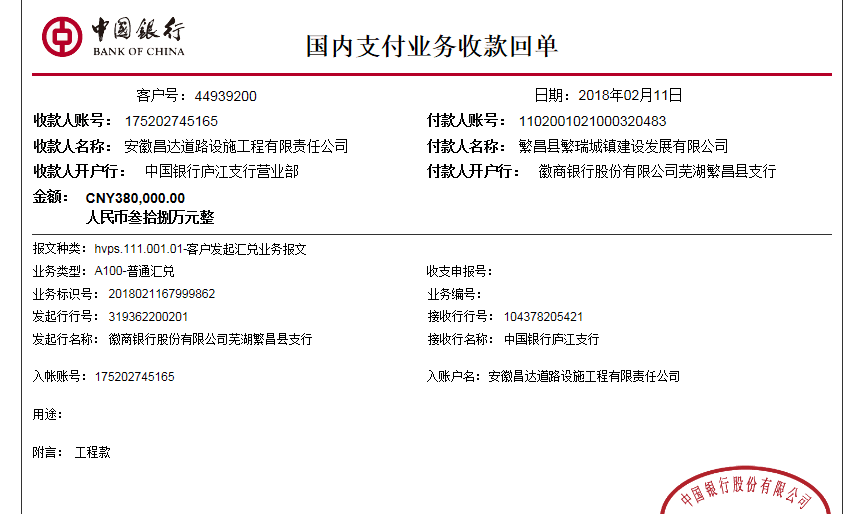 中国银行
BANK OF CHINA
国内支付业务收款回单
客户号：44939200 日期：2018年02月11日
收款人账号：175202745165 付款人账号：1102001021000320483
收款人名称：安徽昌达道路设施工程有限责任公司 付款人名称：繁昌县繁瑞城镇建设发展有限公司
收款人开户行：中国银行庐江支行营业部 付款人开户行：徽商银行股份有限公司芜湖繁昌县支行
金额：CNY380,000.00
人民币叁拾捌万元整
报文种类：hvps.111.001.01-客户发起汇兑业务报文
业务类型：A100-普通汇兑 收支申报号：
业务标识号：2018021167999862 业务编号：
发起行行号：319362200201 接收行行号：104378205421
发起行名称：徽商银行股份有限公司芜湖繁昌县支行 接收行名称：中国银行庐江支行
入帐账号：175202745165 入账户名：安徽昌达道路设施工程有限责任公司
用途：
附言：工程款
中国银行股份有限公司